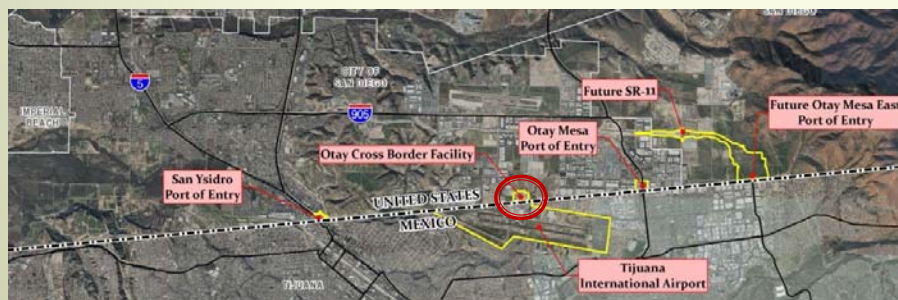 SAN DIEGO
5
CITY OF
SAN DIEGO
IMPERIAL
BEACH
905
Future SR-11
Otay Mesa
Port of Entry
Future Otay Mesa East
Port of Entry
Otay Cross Border Facility
San Ysidro
Port of Entry
UNITED STATES
MEXICO
TIJUANA
Tijuana
International Airport